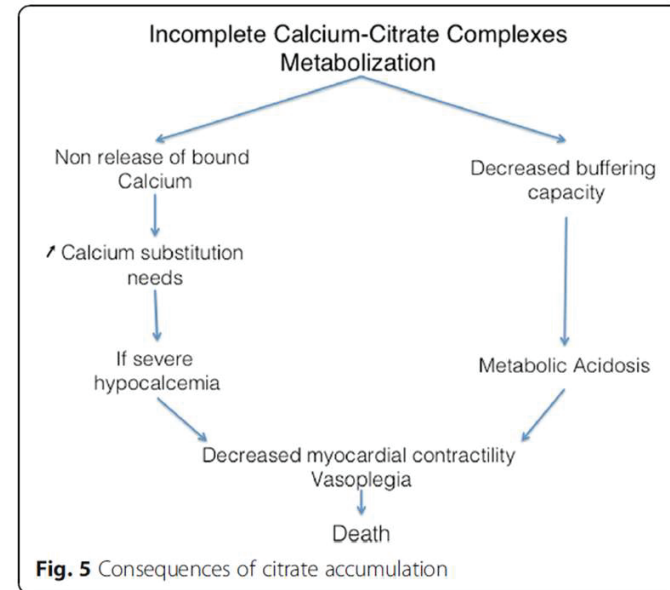 Incomplete Calcium-Citrate Complexes
Metabolization
Non release of bound
Calcium
Decreased buffering
capacity
↗ Calcium substitution
needs
If severe
hypocalcemia
Metabolic Acidosis
Decreased myocardial contractility
Vasoplegia
Death
Fig. 5 Consequences of citrate accumulation